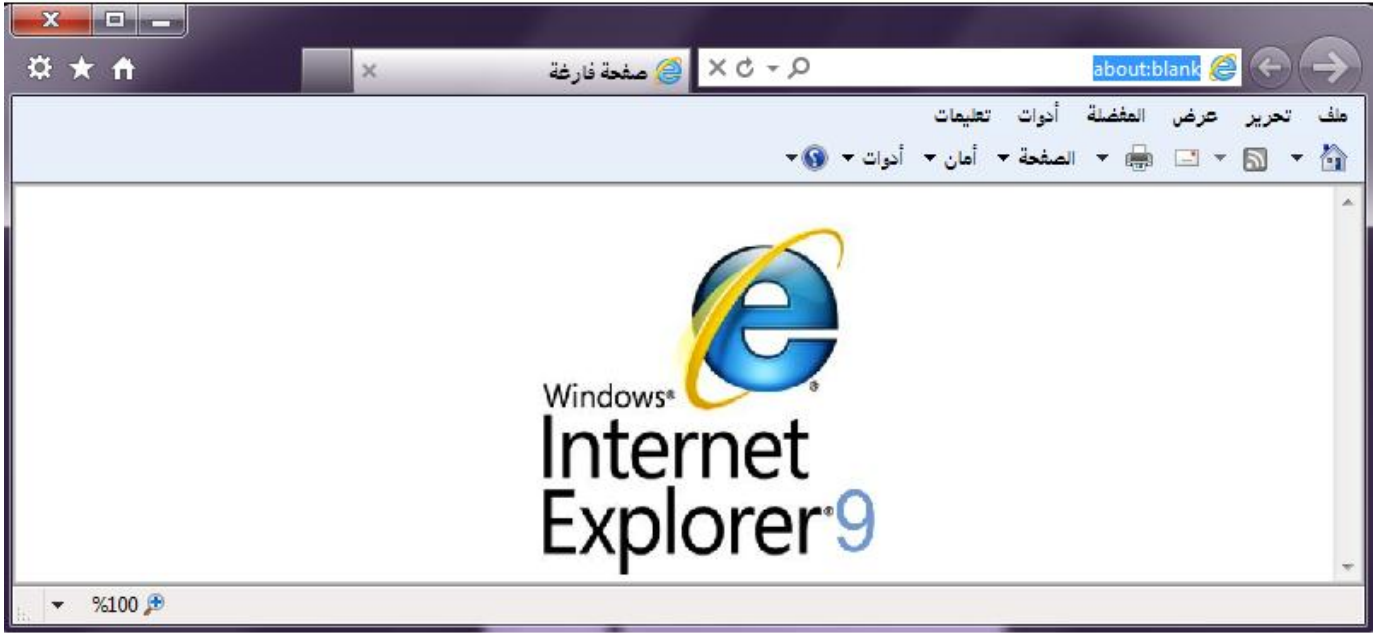 about:blank
صفحة فارغة
ملف تحرير عرض المفضلة أدوات تعليمات
الصفحة أمان أدوات
Windows®
Internet
Explorer®9
%100